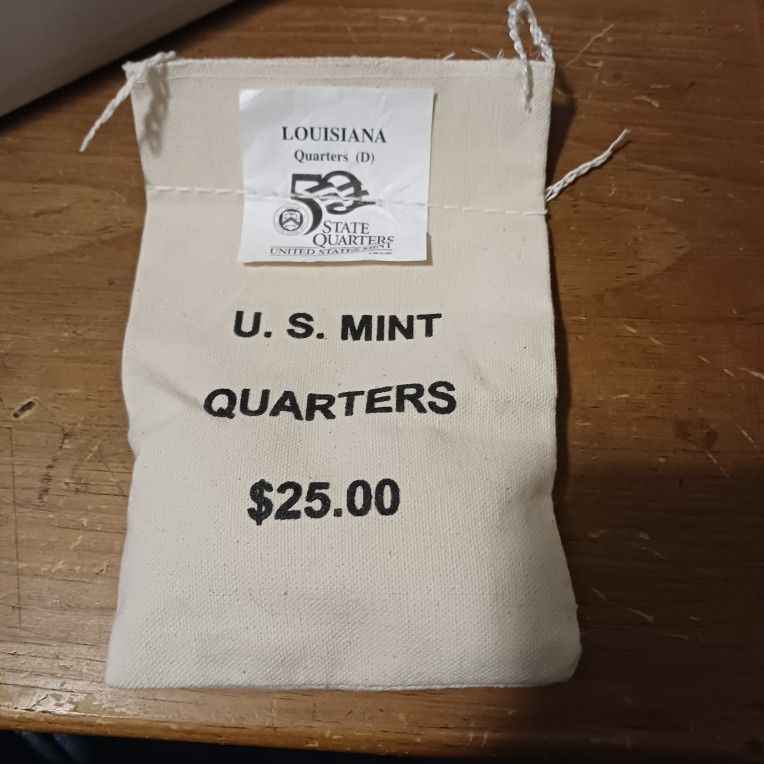 LOUISIANA
Quarters (D)
50
STATE
QUARTERS
UNITED STATES MINT
U. S. MINT
QUARTERS
$25.00